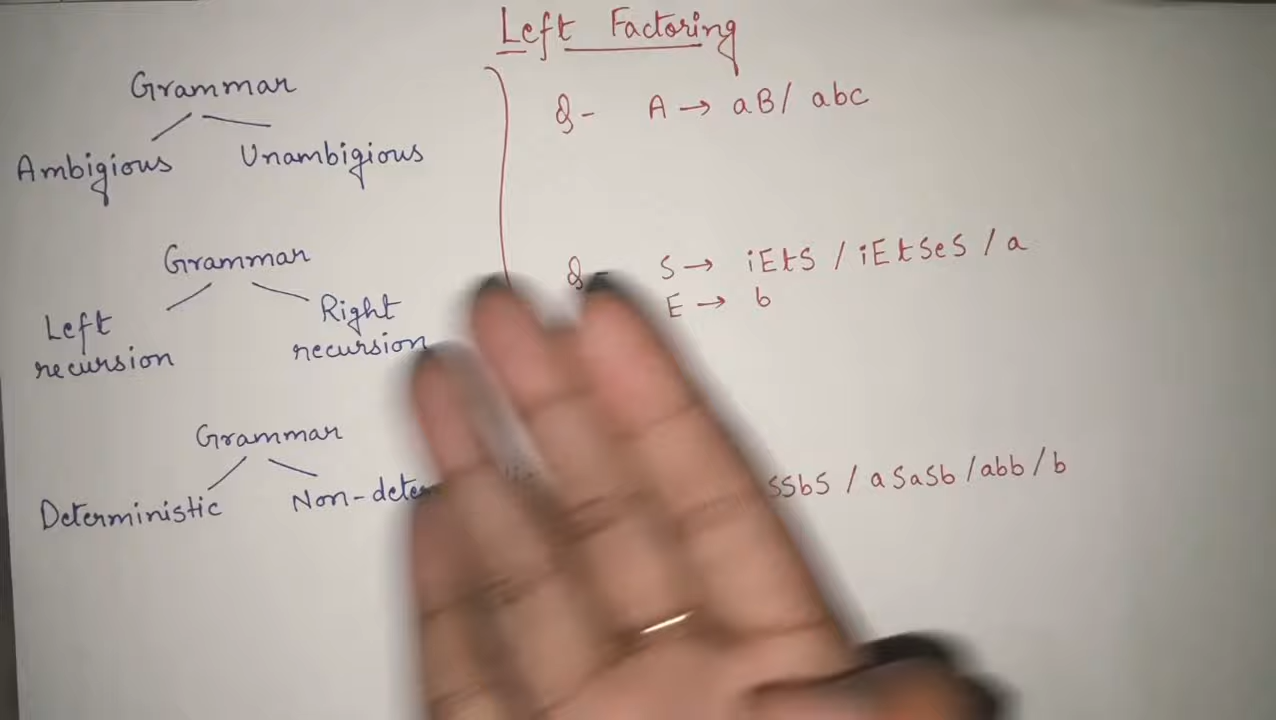 Left Factoring
Grammar
Ambigious Unambigious
Grammar
Left recursion
Right recursion
Grammar
Deterministic
Q- A → aB/ abc
S → iEtS / iEtSeS / a
E → b
SSbS / aSaSb / abb / b